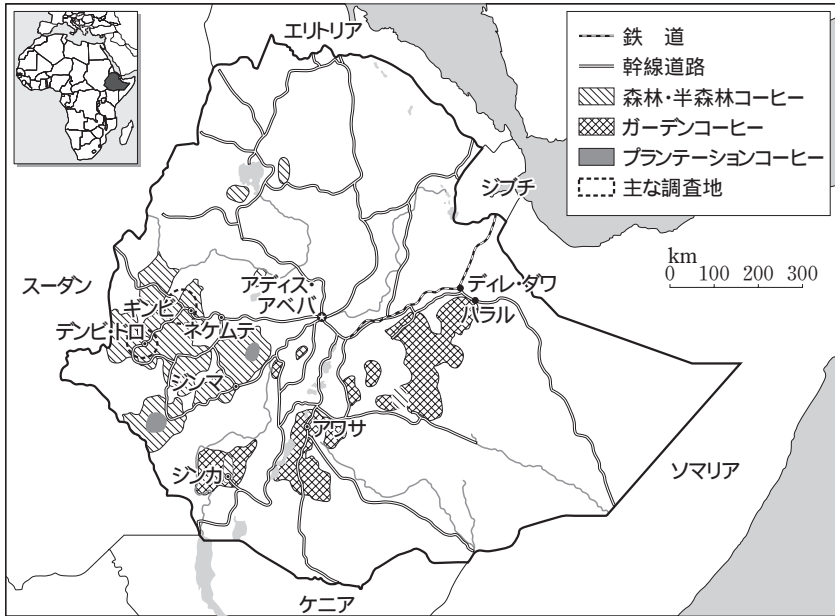 エリトリア
鉄　道
幹線道路
森林・半森林コーヒー
ガーデンコーヒー
プランテーションコーヒー
主な調査地
ジブチ
km
0 100 200 300
スーダン
アディス・
アベバ
ディレ・ダワ
ハラル
ギンビ
デンビ・ドロ
ネケムテ
ジンマ
アワサ
ジンカ
ソマリア
ケニア